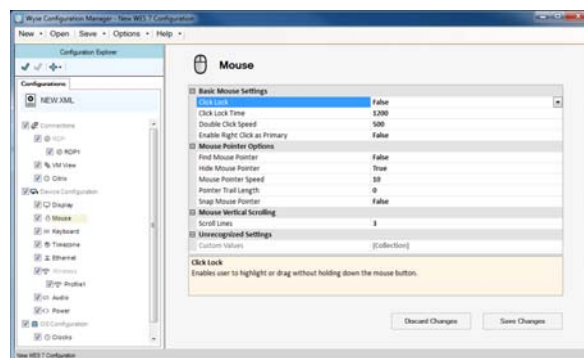 Wyse Configuration Manager - New WES 7 Configuration
New Open Save Options Help
Configuration Explorer
Configurations
NEW.XML
Connections
RDP
RDP1
VM View
Citrix
Device Configuration
Display
Mouse
Keyboard
Timezone
Ethernet
Wireless
Profile1
Audio
Power
OS Configuration
Clocks
Mouse
Basic Mouse Settings
Click Lock False
Click Lock Time 1200
Double Click Speed 500
Enable Right Click as Primary False
Mouse Pointer Options
Find Mouse Pointer False
Hide Mouse Pointer True
Mouse Pointer Speed 10
Pointer Trail Length 0
Snap Mouse Pointer False
Mouse Vertical Scrolling
Scroll Lines 3
Unrecognized Settings
Custom Values (Collection)
Click Lock
Enables user to highlight or drag without holding down the mouse button.
Discard Changes Save Changes
New WES 7 Configuration